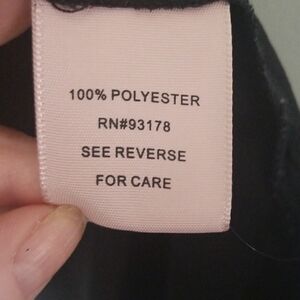 100% POLYESTER
RN#93178
SEE REVERSE
FOR CARE